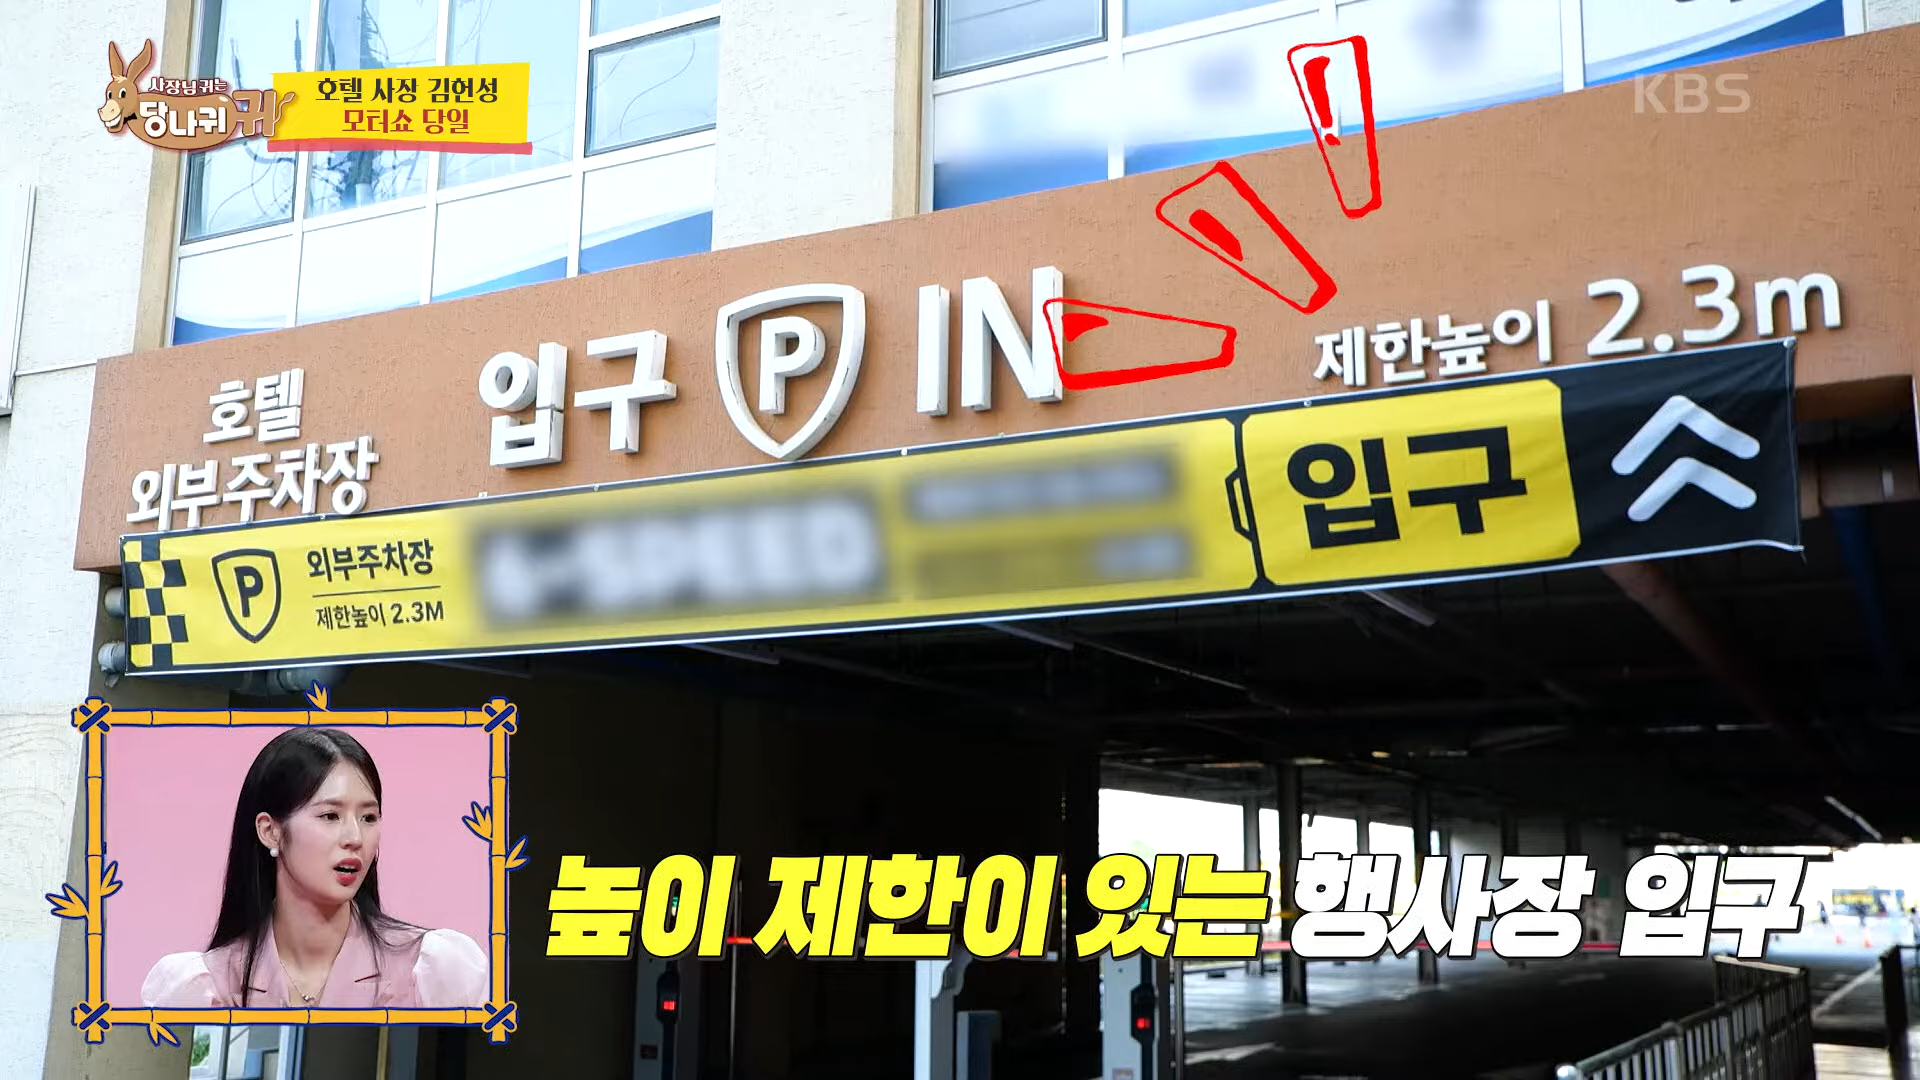 사장님 귀는
당나귀 귀
호텔 사장 김헌성
모터쇼 당일
KBS
호텔
외부주차장
입구 P IN
제한높이 2.3m
P 외부주차장
제한높이 2.3M
입구
높이 제한이 있는 행사장 입구